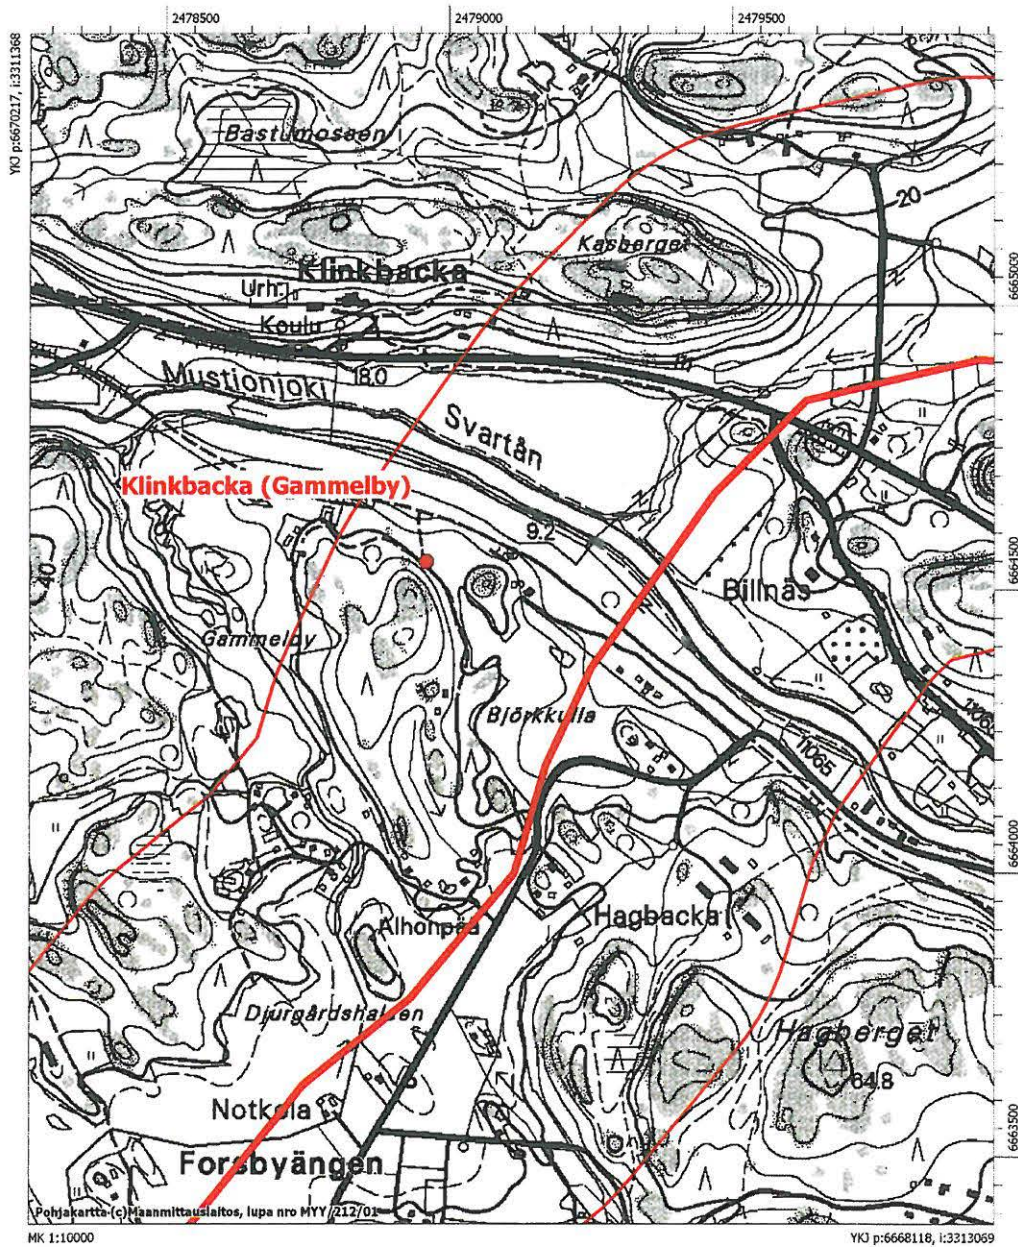 2478500
2479000
2479500
YKJ p:6670217, i:3311368
Bastumossen
20
Kasberget
Klinkbacka
Urh.
Koulu
6665000
Mustionjoki
18.0
Svartån
Klinkbacka (Gammelby)
9.2
40
6664500
Billnäs
Gammelby
Björkkulla
11065
6664000
Alhonpää
Hagbacka
Djurgårdshagen
Hagberget
64.8
Notkola
6663500
Forsbyängen
Pohjakartta (c)Maanmittauslaitos, lupa nro MYY /212/01
MK 1:10000
YKJ p:6668118, i:3313069